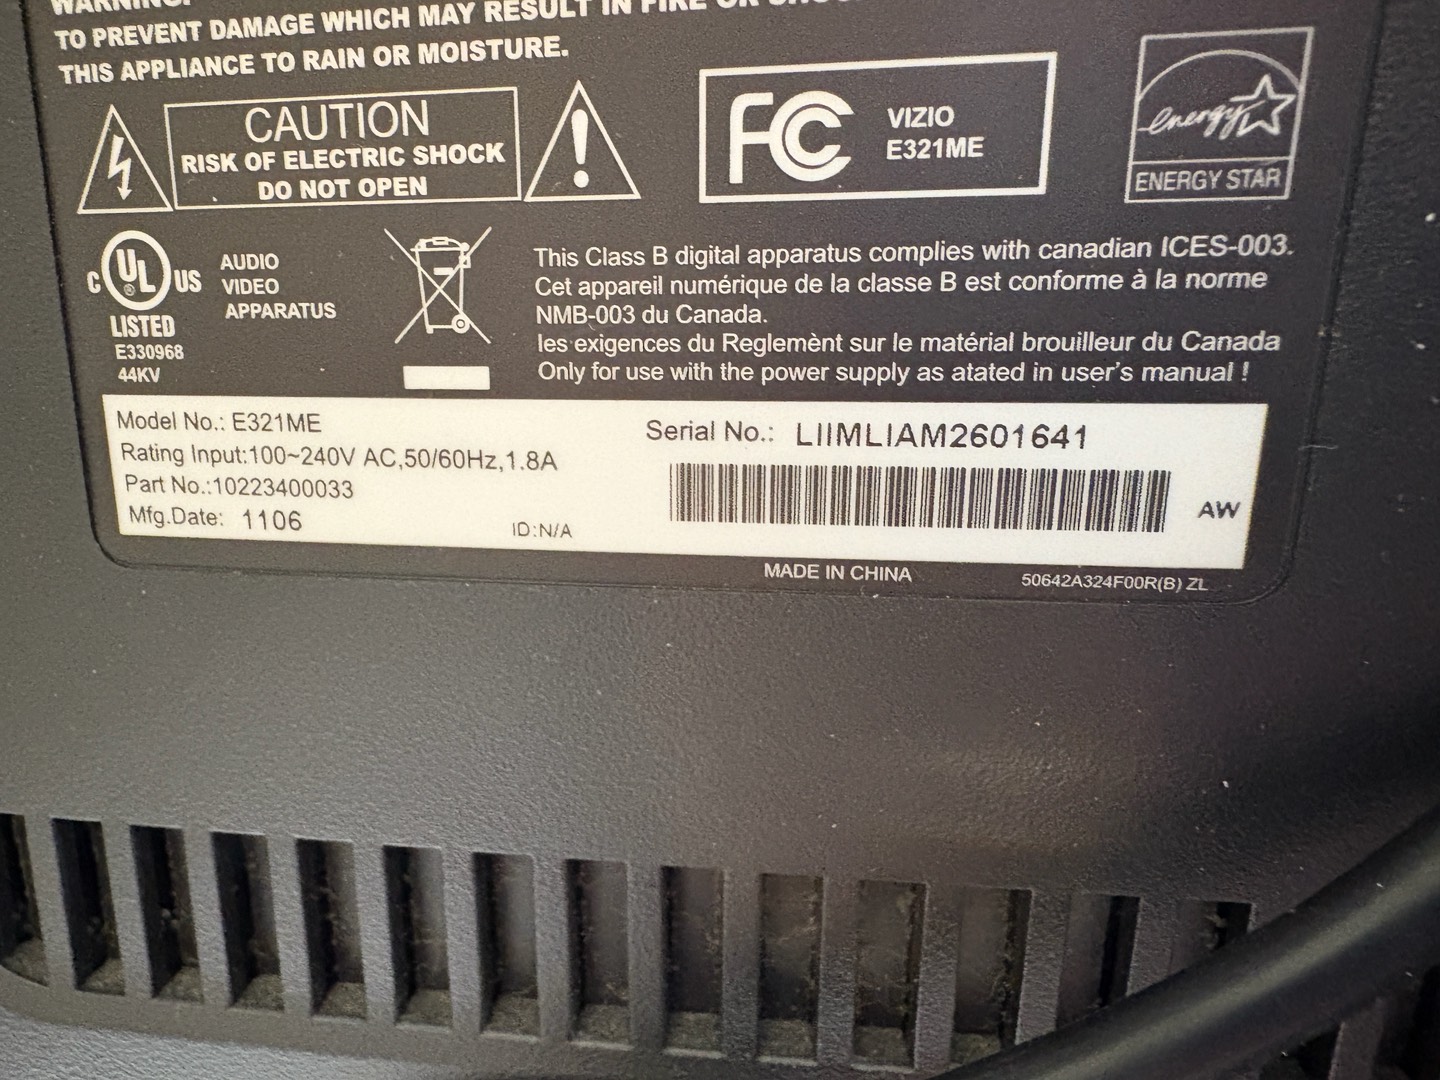 WARNING:
TO PREVENT DAMAGE WHICH MAY RESULT IN FIRE OR
THIS APPLIANCE TO RAIN OR MOISTURE.
CAUTION
RISK OF ELECTRIC SHOCK
DO NOT OPEN
FC
VIZIO
E321ME
energy
ENERGY STAR
C UL ® US
LISTED
E330968
44KV
AUDIO
VIDEO
APPARATUS
This Class B digital apparatus complies with canadian ICES-003.
Cet appareil numérique de la classe B est conforme à la norme
NMB-003 du Canada.
les exigences du Reglemènt sur le matérial brouilleur du Canada
Only for use with the power supply as atated in user's manual !
Model No.: E321ME
Rating Input:100~240V AC,50/60Hz,1.8A
Part No.:10223400033
Mfg.Date: 1106
ID:N/A
Serial No.: LIIMLIAM2601641
AW
MADE IN CHINA
50642A324F00R(B) ZL